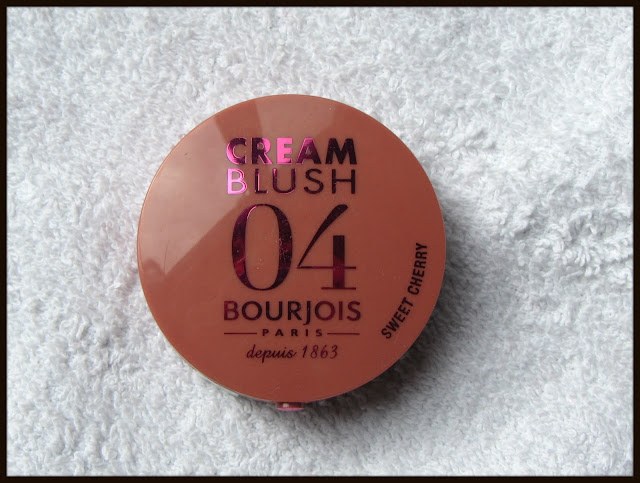 CREAM
BLUSH
04
BOURJOIS
PARIS
depuis 1863
SWEET CHERRY